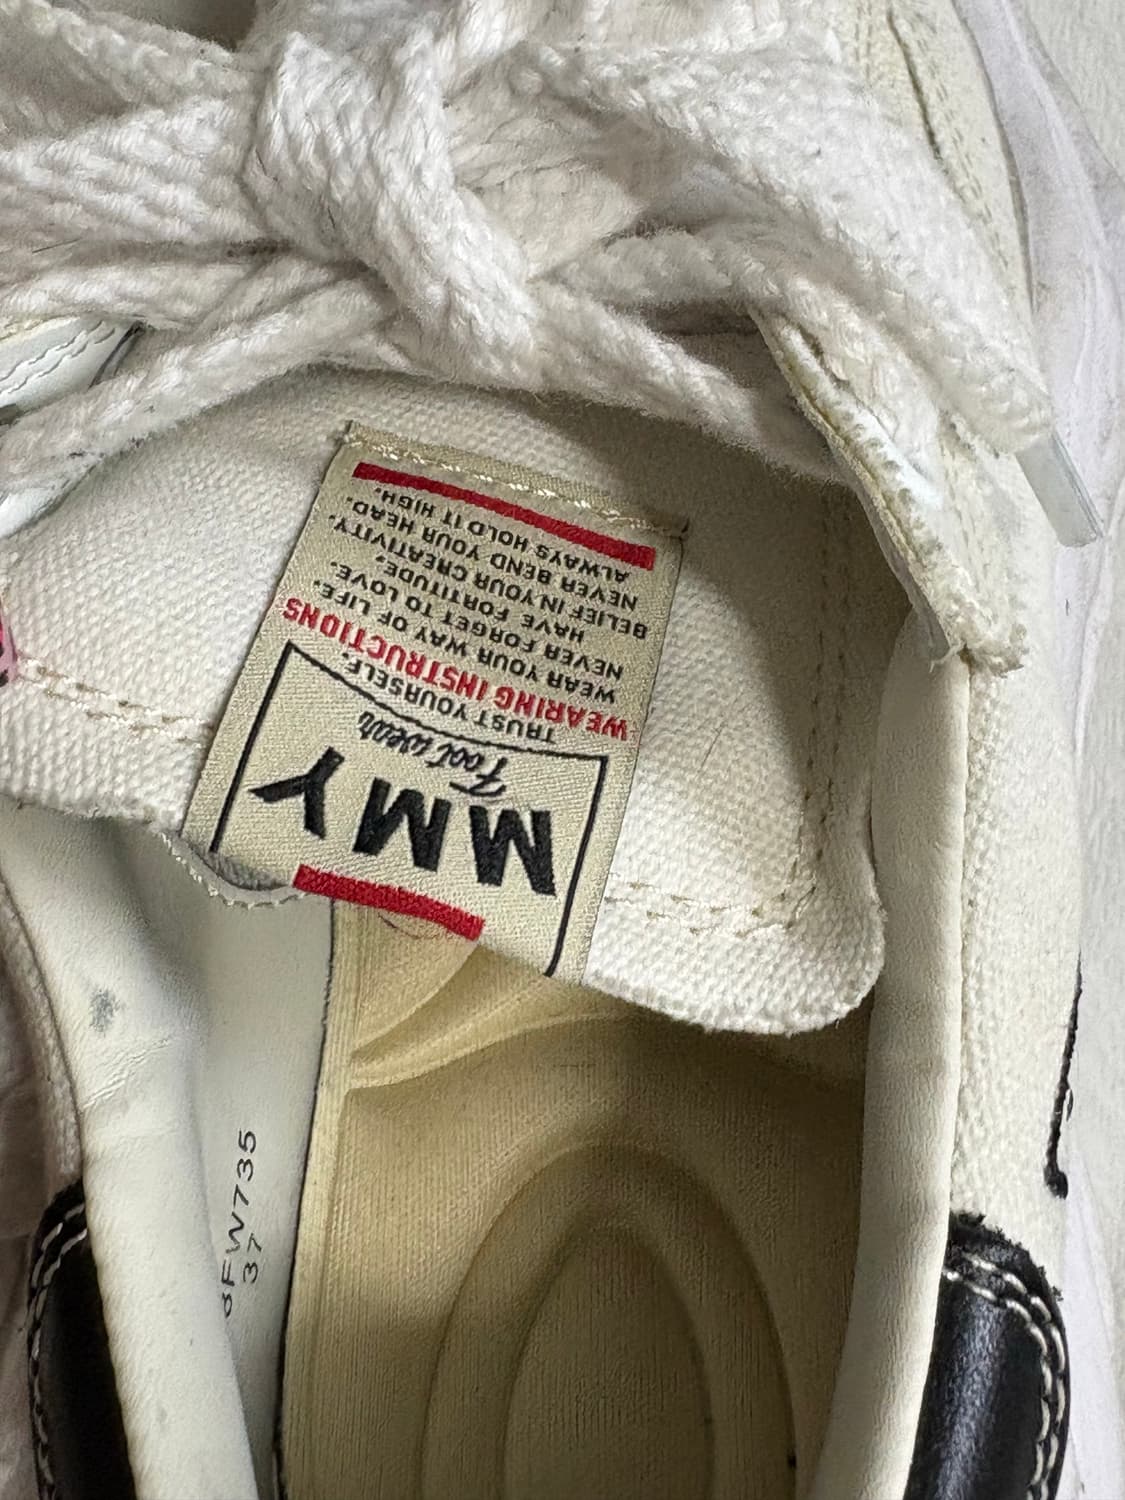 MMY
Foot wear
TRUST YOURSELF.
WEARING INSTRUCTIONS
WEAR YOUR WAY OF LIFE.
NEVER FORGET TO LOVE.
HAVE FORTITUDE.
BELIEF IN YOUR CREATIVITY.
NEVER BEND YOUR HEAD.
ALWAYS HOLD IT HIGH.
8FW735
37